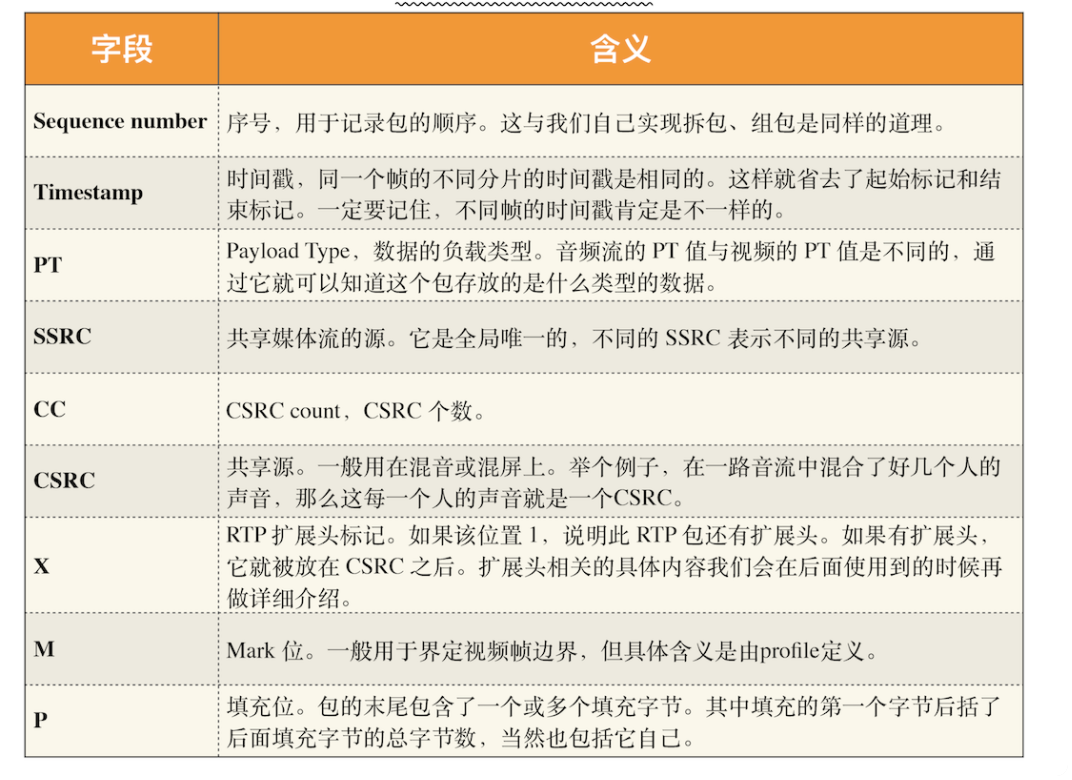 字段 含义
Sequence number 序号，用于记录包的顺序。这与我们自己实现拆包、组包是同样的道理。
Timestamp 时间戳，同一个帧的不同分片的时间戳是相同的。这样就省去了起始标记和结
束标记。一定要记住，不同帧的时间戳肯定是不一样的。
PT Payload Type，数据的负载类型。音频流的 PT 值与视频的 PT 值是不同的，通
过它就可以知道这个包存放的是什么类型的数据。
SSRC 共享媒体流的源。它是全局唯一的，不同的 SSRC 表示不同的共享源。
CC CSRC count，CSRC 个数。
CSRC 共享源。一般用在混音或混屏上。举个例子，在一路音流中混合了好几个人的
声音，那么这每一个人的声音就是一个CSRC。
X RTP 扩展头标记。如果该位置 1，说明此 RTP 包还有扩展头。如果有扩展头，
它就被放在 CSRC 之后。扩展头相关的具体内容我们会在后面使用到的时候再
做详细介绍。
M Mark 位。一般用于界定视频帧边界，但具体含义是由profile定义。
P 填充位。包的末尾包含了一个或多个填充字节。其中填充的第一个字节后括了
后面填充字节的总字节数，当然也包括它自己。